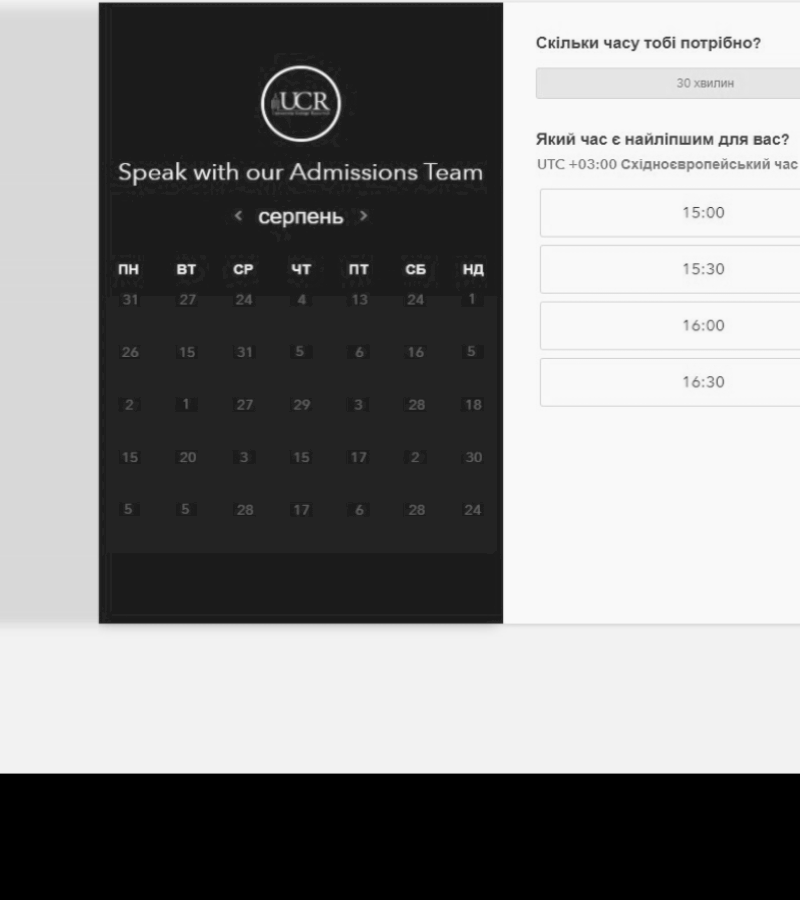 UCR
Speak with our Admissions Team
< серпень >
ПН ВТ СР ЧТ ПТ СБ НД
31 27 24 4 13 24 1
26 15 31 5 6 16 5
2 1 27 29 3 28 18
15 20 3 15 17 2 30
5 5 28 17 6 28 24
Скільки часу тобі потрібно?
30 хвилин
Який час є найліпшим для вас?
UTC +03:00 Східноєвропейський час
15:00
15:30
16:00
16:30